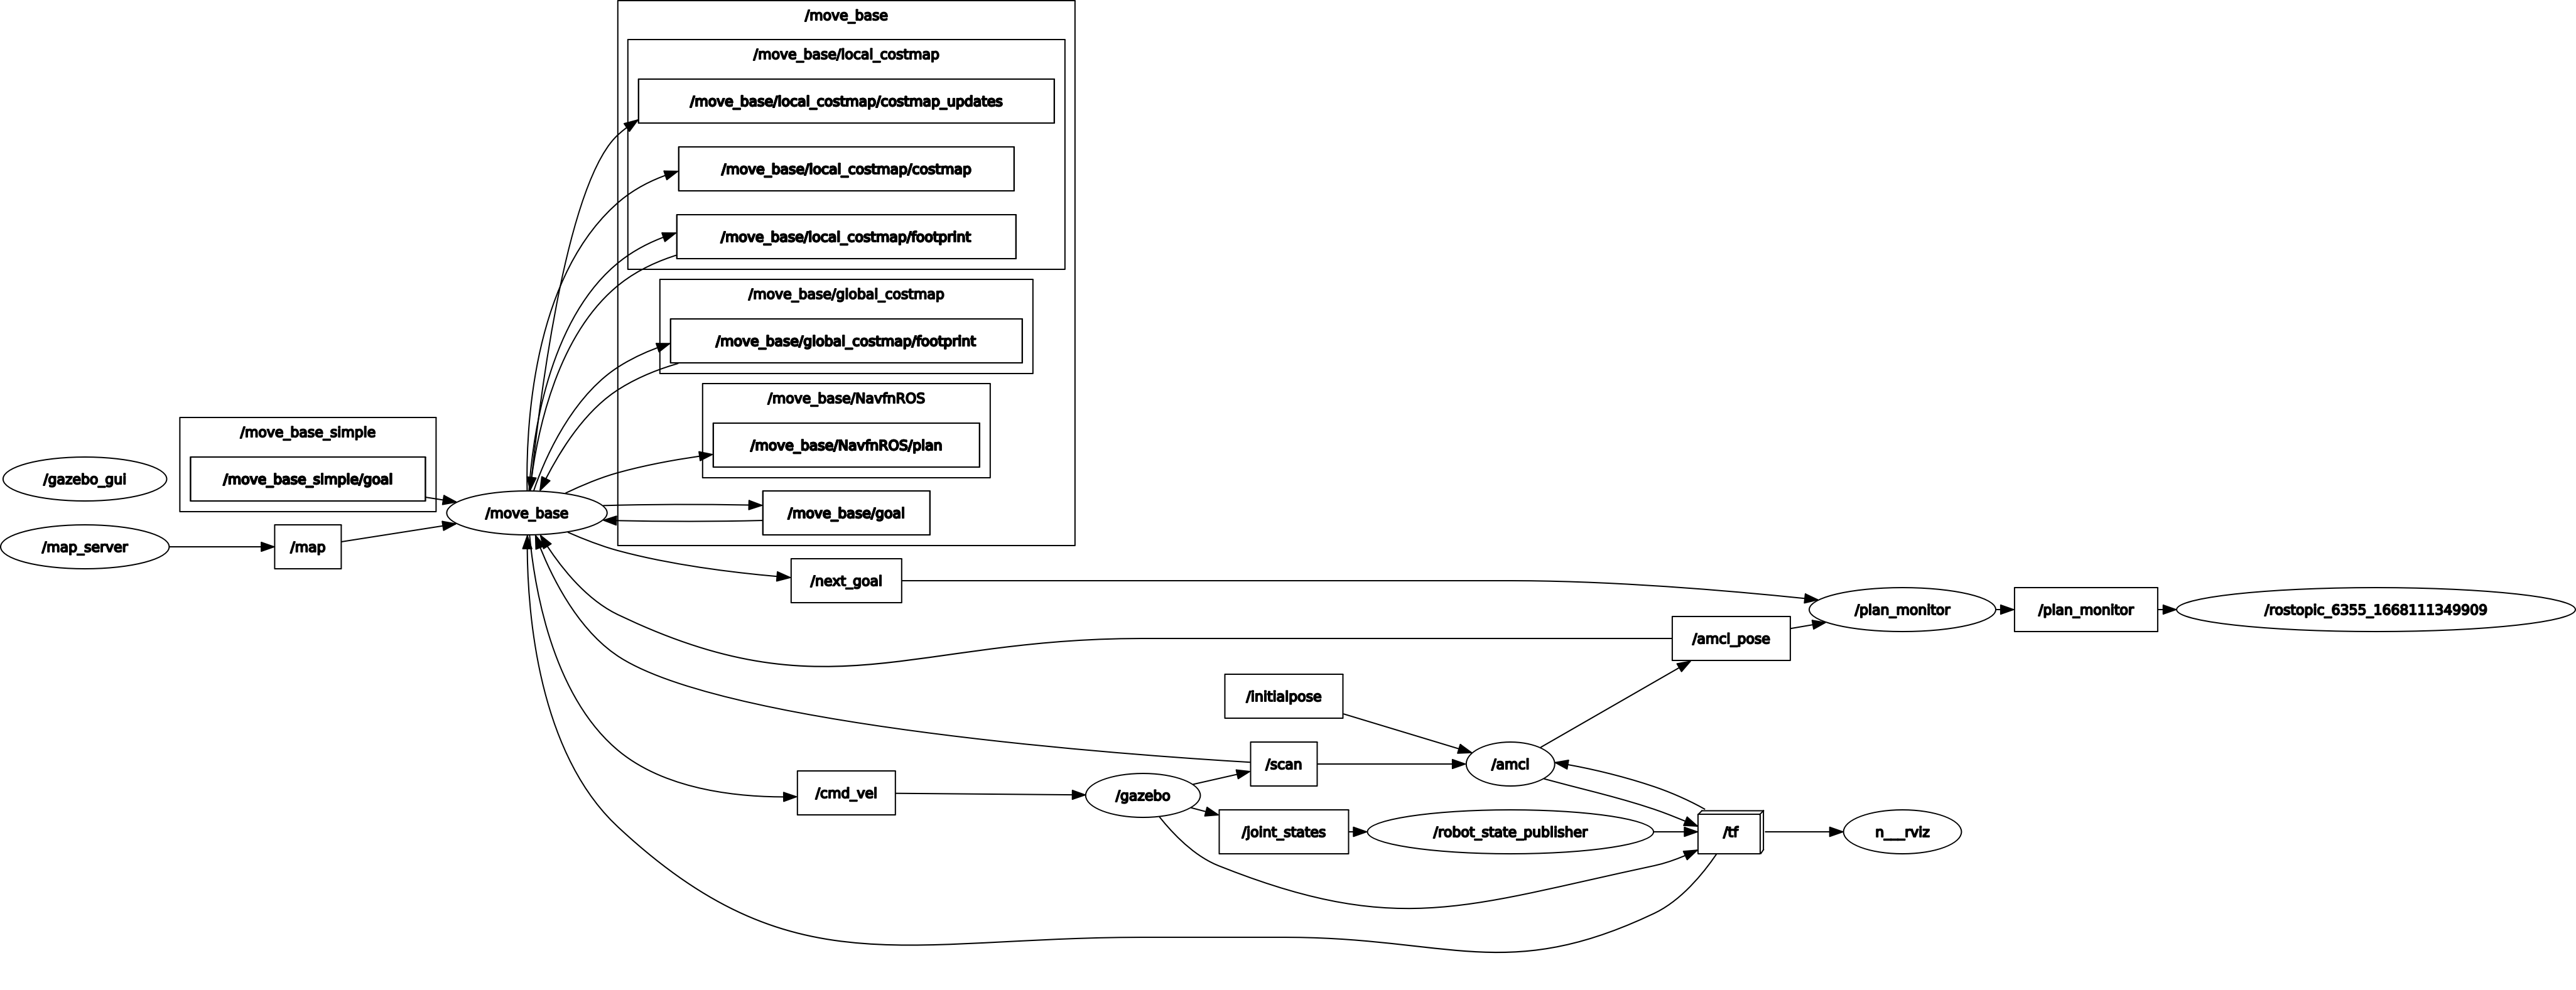 /move_base
/move_base/local_costmap
/move_base/local_costmap/costmap_updates
/move_base/local_costmap/costmap
/move_base/local_costmap/footprint
/move_base/global_costmap
/move_base/global_costmap/footprint
/move_base/NavfnROS
/move_base/NavfnROS/plan
/move_base/goal
/move_base_simple
/move_base_simple/goal
/gazebo_gui
/map_server
/map
/move_base
/next_goal
/plan_monitor
/plan_monitor
/rostopic_6355_1668111349909
/amcl_pose
/initialpose
/scan
/amcl
/cmd_vel
/gazebo
/joint_states
/robot_state_publisher
/tf
n___rviz